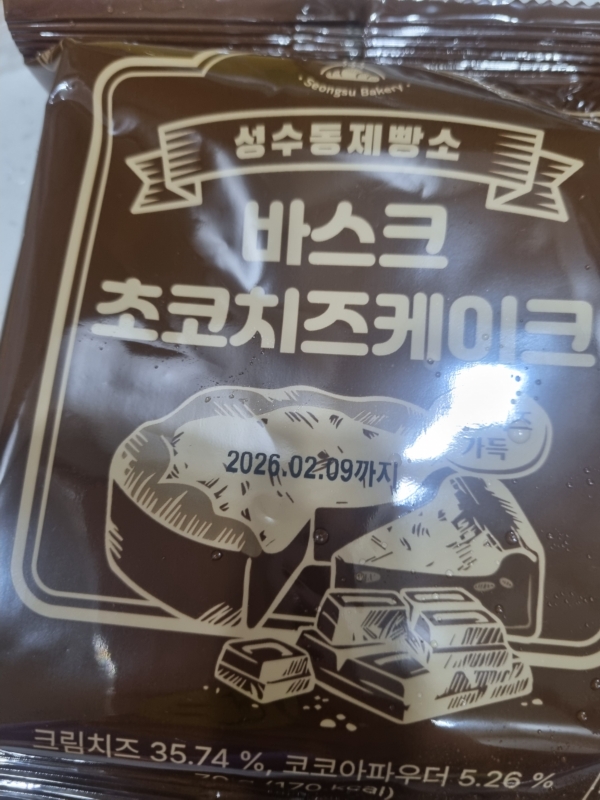 · Seongsu Bakery ·
성수동제빵소
바스크
초코치즈케이크
가득
2026.02.09까지
크림치즈 35.74 %, 코코아파우더 5.26 %